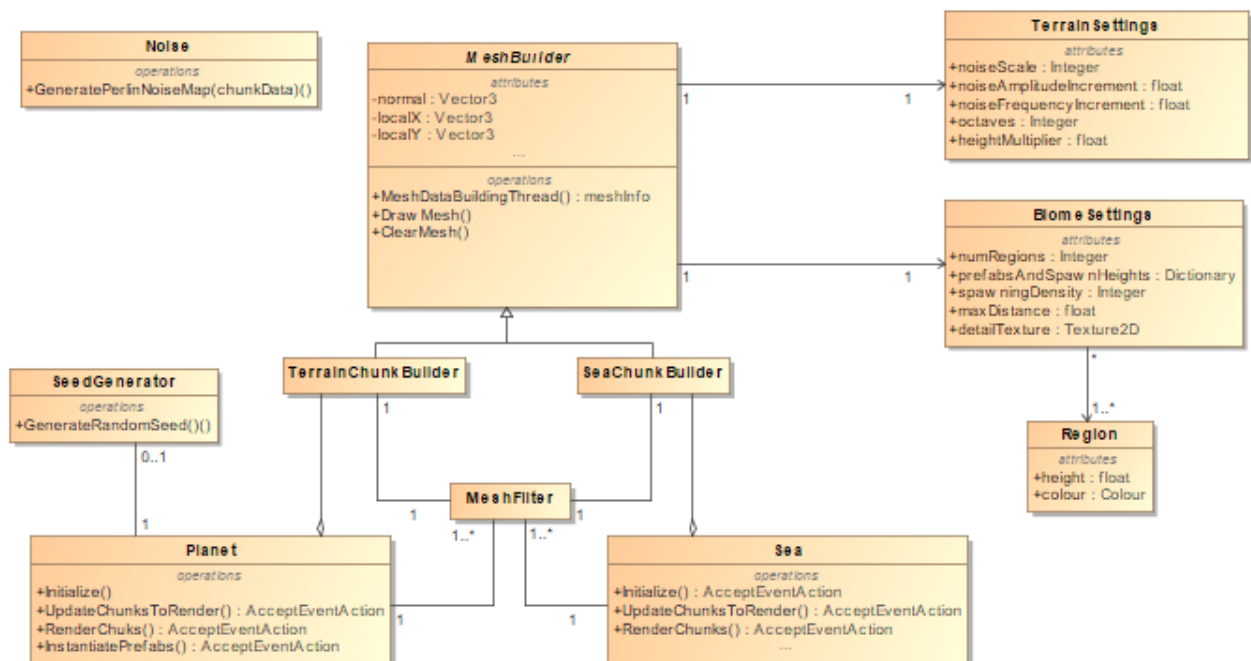 Noise
operations
+GeneratePerlinNoiseMap(chunkData)()
MeshBuilder
attributes
-normal : Vector3
-localX : Vector3
-localY : Vector3
...
operations
+MeshDataBuildingThread() : meshInfo
+Draw Mesh()
+ClearMesh()
1
1
1
1
TerrainSettings
attributes
+noiseScale : Integer
+noiseAmplitudeIncrement : float
+noiseFrequencyIncrement : float
+octaves : Integer
+heightMultiplier : float
BiomeSettings
attributes
+numRegions : Integer
+prefabsAndSpawnHeights : Dictionary
+spawningDensity : Integer
+maxDistance : float
+detailTexture : Texture2D
*
1..*
Region
attributes
+height : float
+colour : Colour
TerrainChunkBuilder
1
SeaChunkBuilder
1
SeedGenerator
operations
+GenerateRandomSeed()()
0..1
1
MeshFilter
1
1..*
1..*
1
Planet
operations
+Initialize()
+UpdateChunksToRender() : AcceptEventAction
+RenderChuks() : AcceptEventAction
+InstantiatePrefabs() : AcceptEventAction
1
1
Sea
operations
+Initialize() : AcceptEventAction
+UpdateChunksToRender() : AcceptEventAction
+RenderChunks() : AcceptEventAction
...